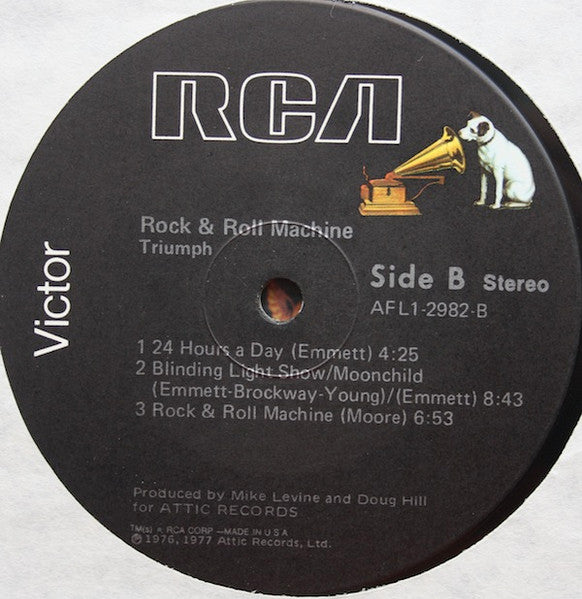 RCA
Victor
Rock & Roll Machine
Triumph
Side B Stereo
AFL1-2982-B
1 24 Hours a Day (Emmett) 4:25
2 Blinding Light Show/Moonchild
(Emmett-Brockway-Young)/(Emmett) 8:43
3 Rock & Roll Machine (Moore) 6:53
Produced by Mike Levine and Doug Hill
for ATTIC RECORDS
TM(s) ® RCA CORP —MADE IN U S A
℗ 1976, 1977 Attic Records, Ltd.